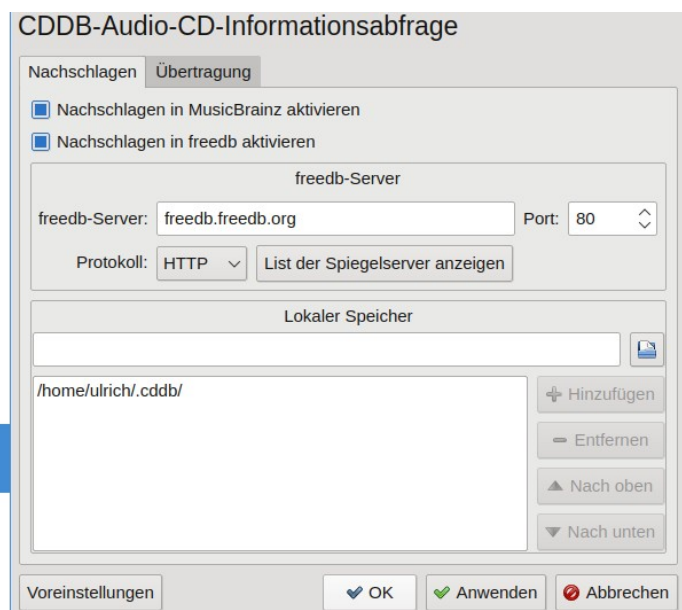 CDDB-Audio-CD-Informationsabfrage
Nachschlagen Übertragung
Nachschlagen in MusicBrainz aktivieren
Nachschlagen in freedb aktivieren
freedb-Server
freedb-Server: freedb.freedb.org Port: 80
Protokoll: HTTP List der Spiegelserver anzeigen
Lokaler Speicher
/home/ulrich/.cddb/
Hinzufügen
Entfernen
Nach oben
Nach unten
Voreinstellungen OK Anwenden Abbrechen